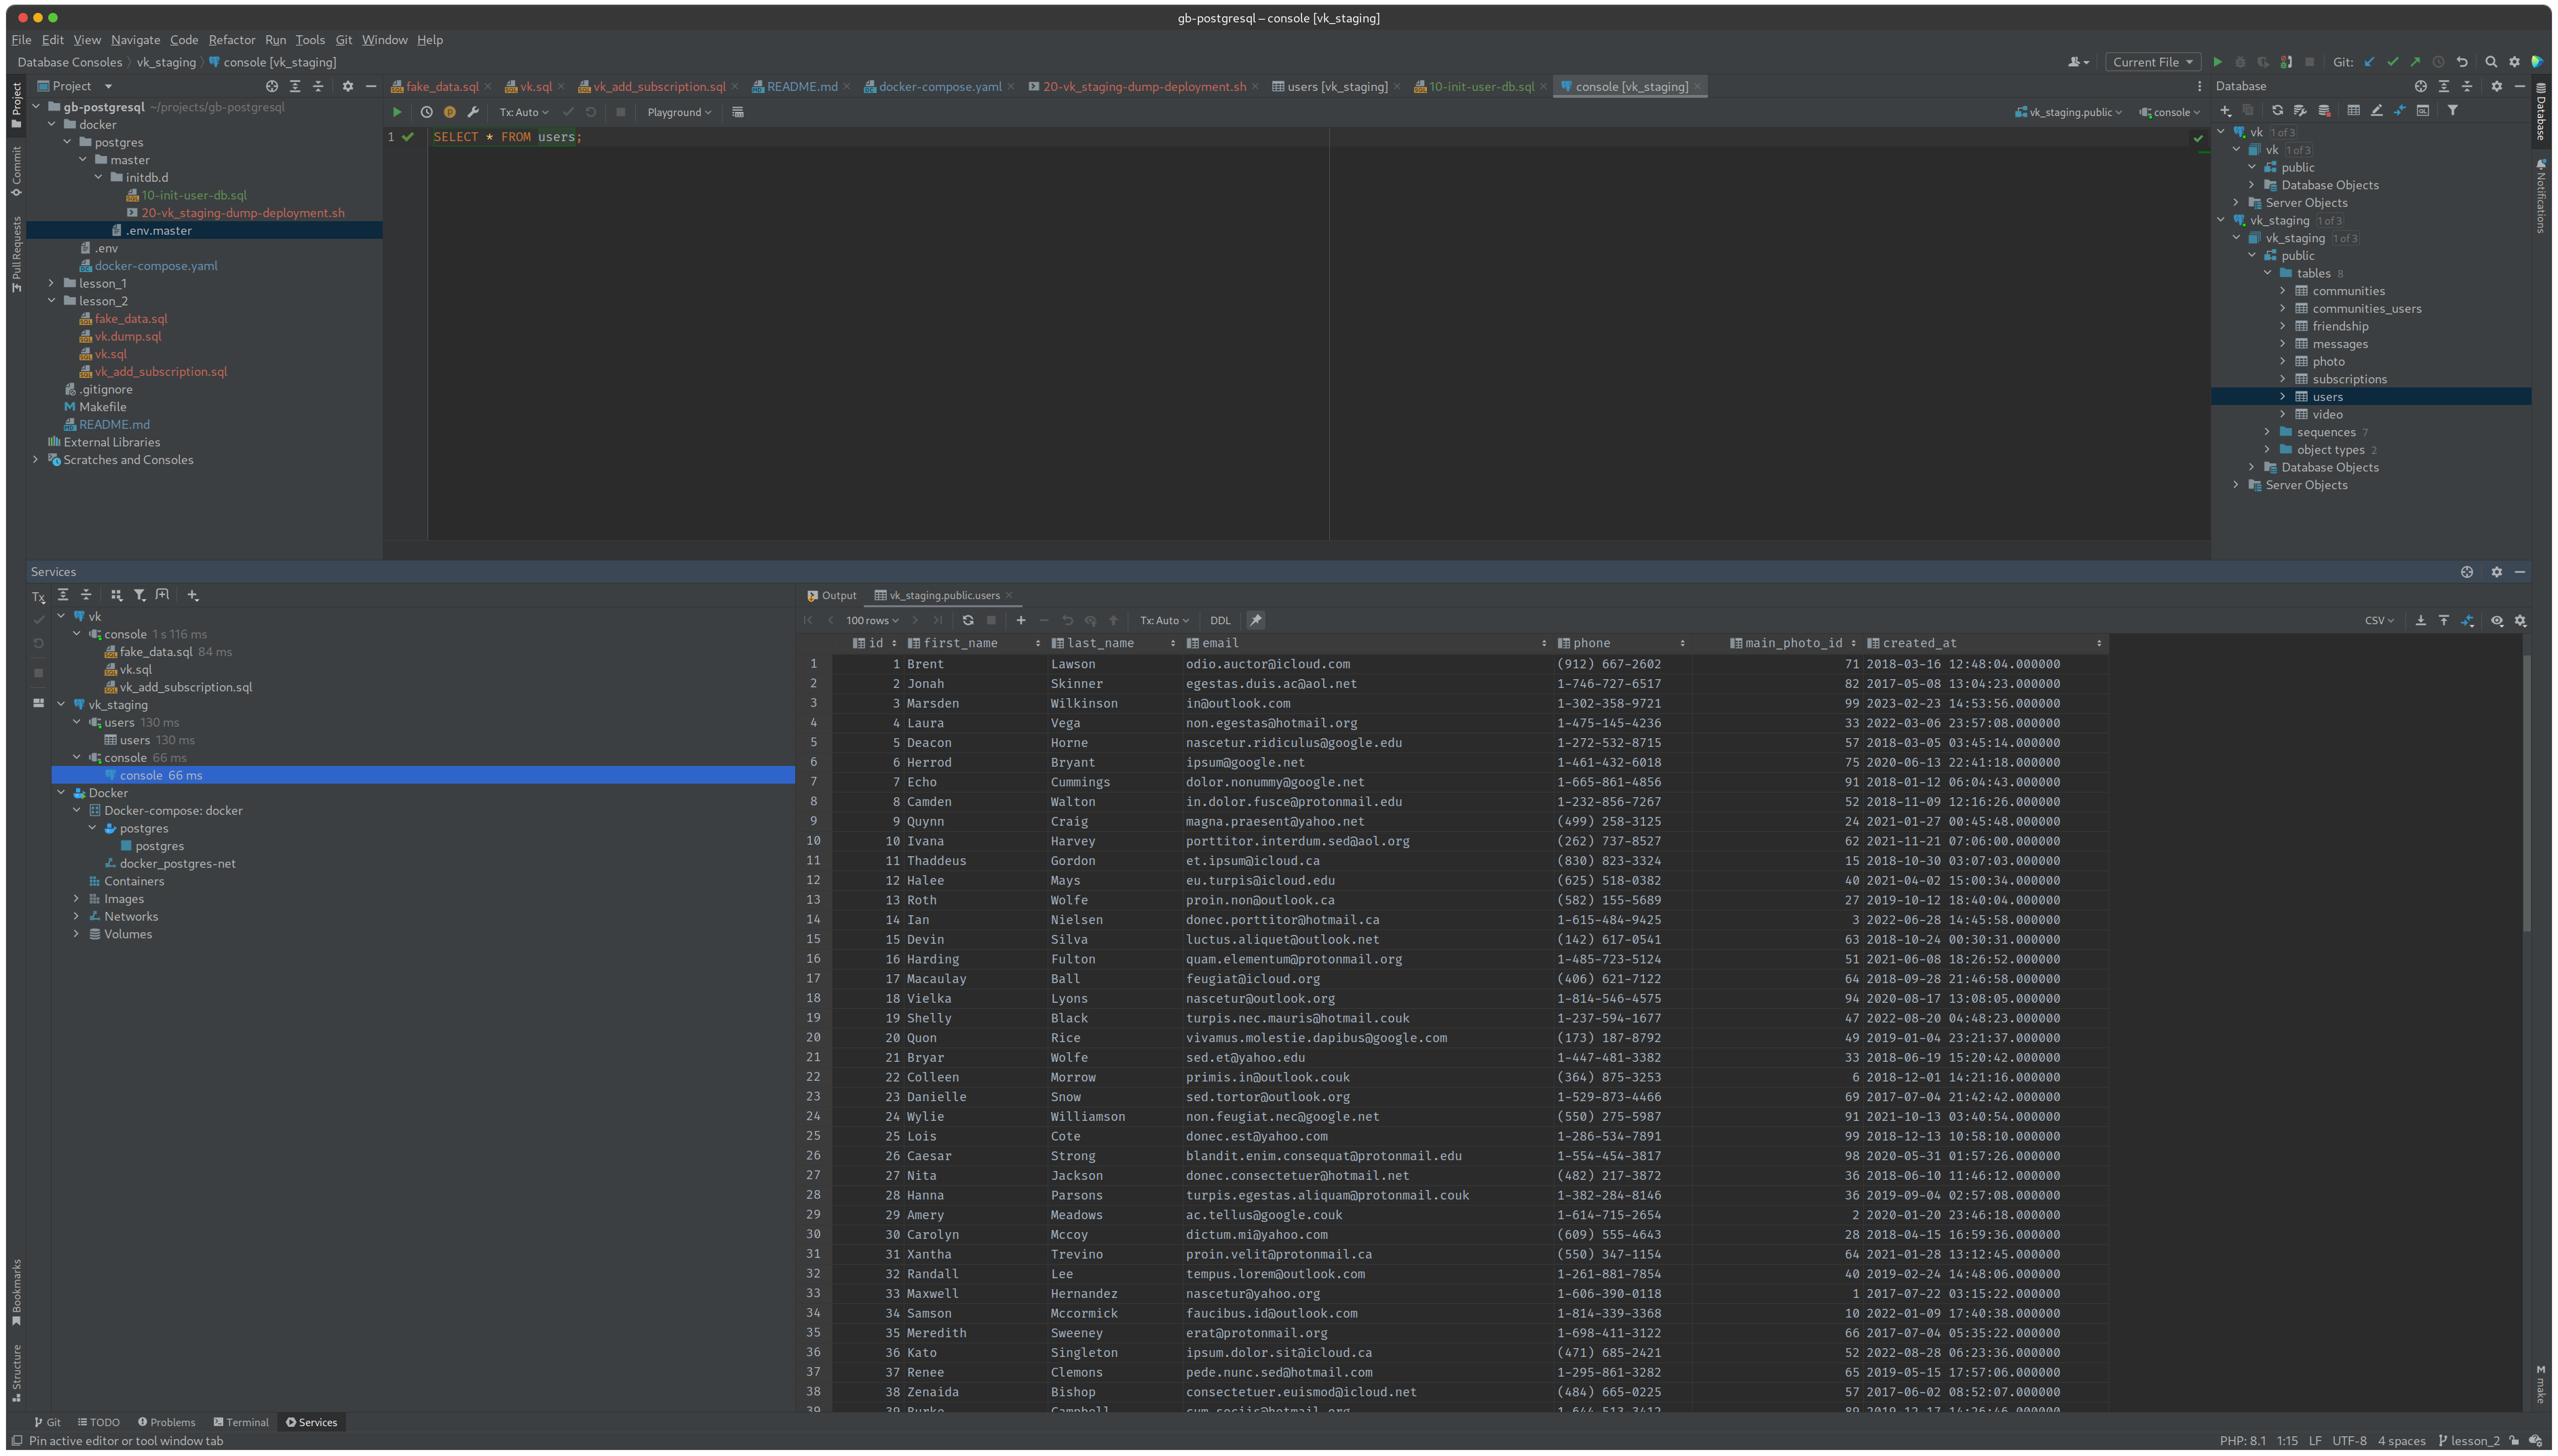 gb-postgresql – console [vk_staging]
File Edit View Navigate Code Refactor Run Tools Git Window Help
Database Consoles 〉 vk_staging 〉 console [vk_staging]
Current File
Git:
Project
fake_data.sql
vk.sql
vk_add_subscription.sql
README.md
docker-compose.yaml
20-vk_staging-dump-deployment.sh
users [vk_staging]
10-init-user-db.sql
console [vk_staging]
Database
Tx: Auto
Playground
vk_staging.public
console
1 SELECT * FROM users;
Project
Commit
Pull Requests
Bookmarks
Structure
gb-postgresql ~/projects/gb-postgresql
docker
postgres
master
initdb.d
10-init-user-db.sql
20-vk_staging-dump-deployment.sh
.env.master
.env
docker-compose.yaml
lesson_1
lesson_2
fake_data.sql
vk.dump.sql
vk.sql
vk_add_subscription.sql
.gitignore
Makefile
README.md
External Libraries
Scratches and Consoles
vk 1 of 3
vk 1 of 3
public
Database Objects
Server Objects
vk_staging 1 of 3
vk_staging 1 of 3
public
tables 8
communities
communities_users
friendship
messages
photo
subscriptions
users
video
sequences 7
object types 2
Database Objects
Server Objects
Database
Notifications
make
Services
Tx
vk
console 1 s 116 ms
fake_data.sql 84 ms
vk.sql
vk_add_subscription.sql
vk_staging
users 130 ms
users 130 ms
console 66 ms
console 66 ms
Docker
Docker-compose: docker
postgres
postgres
docker_postgres-net
Containers
Images
Networks
Volumes
Output
vk_staging.public.users
100 rows
Tx: Auto
DDL
CSV
id first_name last_name email phone main_photo_id created_at
1 1 Brent Lawson odio.auctor@icloud.com (912) 667-2602 71 2018-03-16 12:48:04.000000
2 2 Jonah Skinner egestas.duis.ac@aol.net 1-746-727-6517 82 2017-05-08 13:04:23.000000
3 3 Marsden Wilkinson in@outlook.com 1-302-358-9721 99 2023-02-23 14:53:56.000000
4 4 Laura Vega non.egestas@hotmail.org 1-475-145-4236 33 2022-03-06 23:57:08.000000
5 5 Deacon Horne nascetur.ridiculus@google.edu 1-272-532-8715 57 2018-03-05 03:45:14.000000
6 6 Herrod Bryant ipsum@google.net 1-461-432-6018 75 2020-06-13 22:41:18.000000
7 7 Echo Cummings dolor.nonummy@google.net 1-665-861-4856 91 2018-01-12 06:04:43.000000
8 8 Camden Walton in.dolor.fusce@protonmail.edu 1-232-856-7267 52 2018-11-09 12:16:26.000000
9 9 Quynn Craig magna.praesent@yahoo.net (499) 258-3125 24 2021-01-27 00:45:48.000000
10 10 Ivana Harvey porttitor.interdum.sed@aol.org (262) 737-8527 62 2021-11-21 07:06:00.000000
11 11 Thaddeus Gordon et.ipsum@icloud.ca (830) 823-3324 15 2018-10-30 03:07:03.000000
12 12 Halee Mays eu.turpis@icloud.edu (625) 518-0382 40 2021-04-02 15:00:34.000000
13 13 Roth Wolfe proin.non@outlook.ca (582) 155-5689 27 2019-10-12 18:40:04.000000
14 14 Ian Nielsen donec.porttitor@hotmail.ca 1-615-484-9425 3 2022-06-28 14:45:58.000000
15 15 Devin Silva luctus.aliquet@outlook.net (142) 617-0541 63 2018-10-24 00:30:31.000000
16 16 Harding Fulton quam.elementum@protonmail.org 1-485-723-5124 51 2021-06-08 18:26:52.000000
17 17 Macaulay Ball feugiat@icloud.org (406) 621-7122 64 2018-09-28 21:46:58.000000
18 18 Vielka Lyons nascetur@outlook.org 1-814-546-4575 94 2020-08-17 13:08:05.000000
19 19 Shelly Black turpis.nec.mauris@hotmail.couk 1-237-594-1677 47 2022-08-20 04:48:23.000000
20 20 Quon Rice vivamus.molestie.dapibus@google.com (173) 187-8792 49 2019-01-04 23:21:37.000000
21 21 Bryar Wolfe sed.et@yahoo.edu 1-447-481-3382 33 2018-06-19 15:20:42.000000
22 22 Colleen Morrow primis.in@outlook.couk (364) 875-3253 6 2018-12-01 14:21:16.000000
23 23 Danielle Snow sed.tortor@outlook.org 1-529-873-4466 69 2017-07-04 21:42:42.000000
24 24 Wylie Williamson non.feugiat.nec@google.net (550) 275-5987 91 2021-10-13 03:40:54.000000
25 25 Lois Cote donec.est@yahoo.com 1-286-534-7891 99 2018-12-13 10:58:10.000000
26 26 Caesar Strong blandit.enim.consequat@protonmail.edu 1-554-454-3817 98 2020-05-31 01:57:26.000000
27 27 Nita Jackson donec.consectetuer@hotmail.net (482) 217-3872 36 2018-06-10 11:46:12.000000
28 28 Hanna Parsons turpis.egestas.aliquam@protonmail.couk 1-382-284-8146 36 2019-09-04 02:57:08.000000
29 29 Amery Meadows ac.tellus@google.couk 1-614-715-2654 2 2020-01-20 23:46:18.000000
30 30 Carolyn Mccoy dictum.mi@yahoo.com (609) 555-4643 28 2018-04-15 16:59:36.000000
31 31 Xantha Trevino proin.velit@protonmail.ca (550) 347-1154 64 2021-01-28 13:12:45.000000
32 32 Randall Lee tempus.lorem@outlook.com 1-261-881-7854 40 2019-02-24 14:48:06.000000
33 33 Maxwell Hernandez nascetur@yahoo.org 1-606-390-0118 1 2017-07-22 03:15:22.000000
34 34 Samson Mccormick faucibus.id@outlook.com 1-814-339-3368 10 2022-01-09 17:40:38.000000
35 35 Meredith Sweeney erat@protonmail.org 1-698-411-3122 66 2017-07-04 05:35:22.000000
36 36 Kato Singleton ipsum.dolor.sit@icloud.ca (471) 685-2421 52 2022-08-28 06:23:36.000000
37 37 Renee Clemons pede.nunc.sed@hotmail.com 1-295-861-3282 65 2019-05-15 17:57:06.000000
38 38 Zenaida Bishop consectetuer.euismod@icloud.net (484) 665-0225 57 2017-06-02 08:52:07.000000
39 39 Burke Campbell cum.sociis@hotmail.org 1-644-513-3412 89 2019-12-17 14:26:46.000000
Git TODO Problems Terminal Services
Pin active editor or tool window tab
PHP: 8.1 1:15 LF UTF-8 4 spaces lesson_2